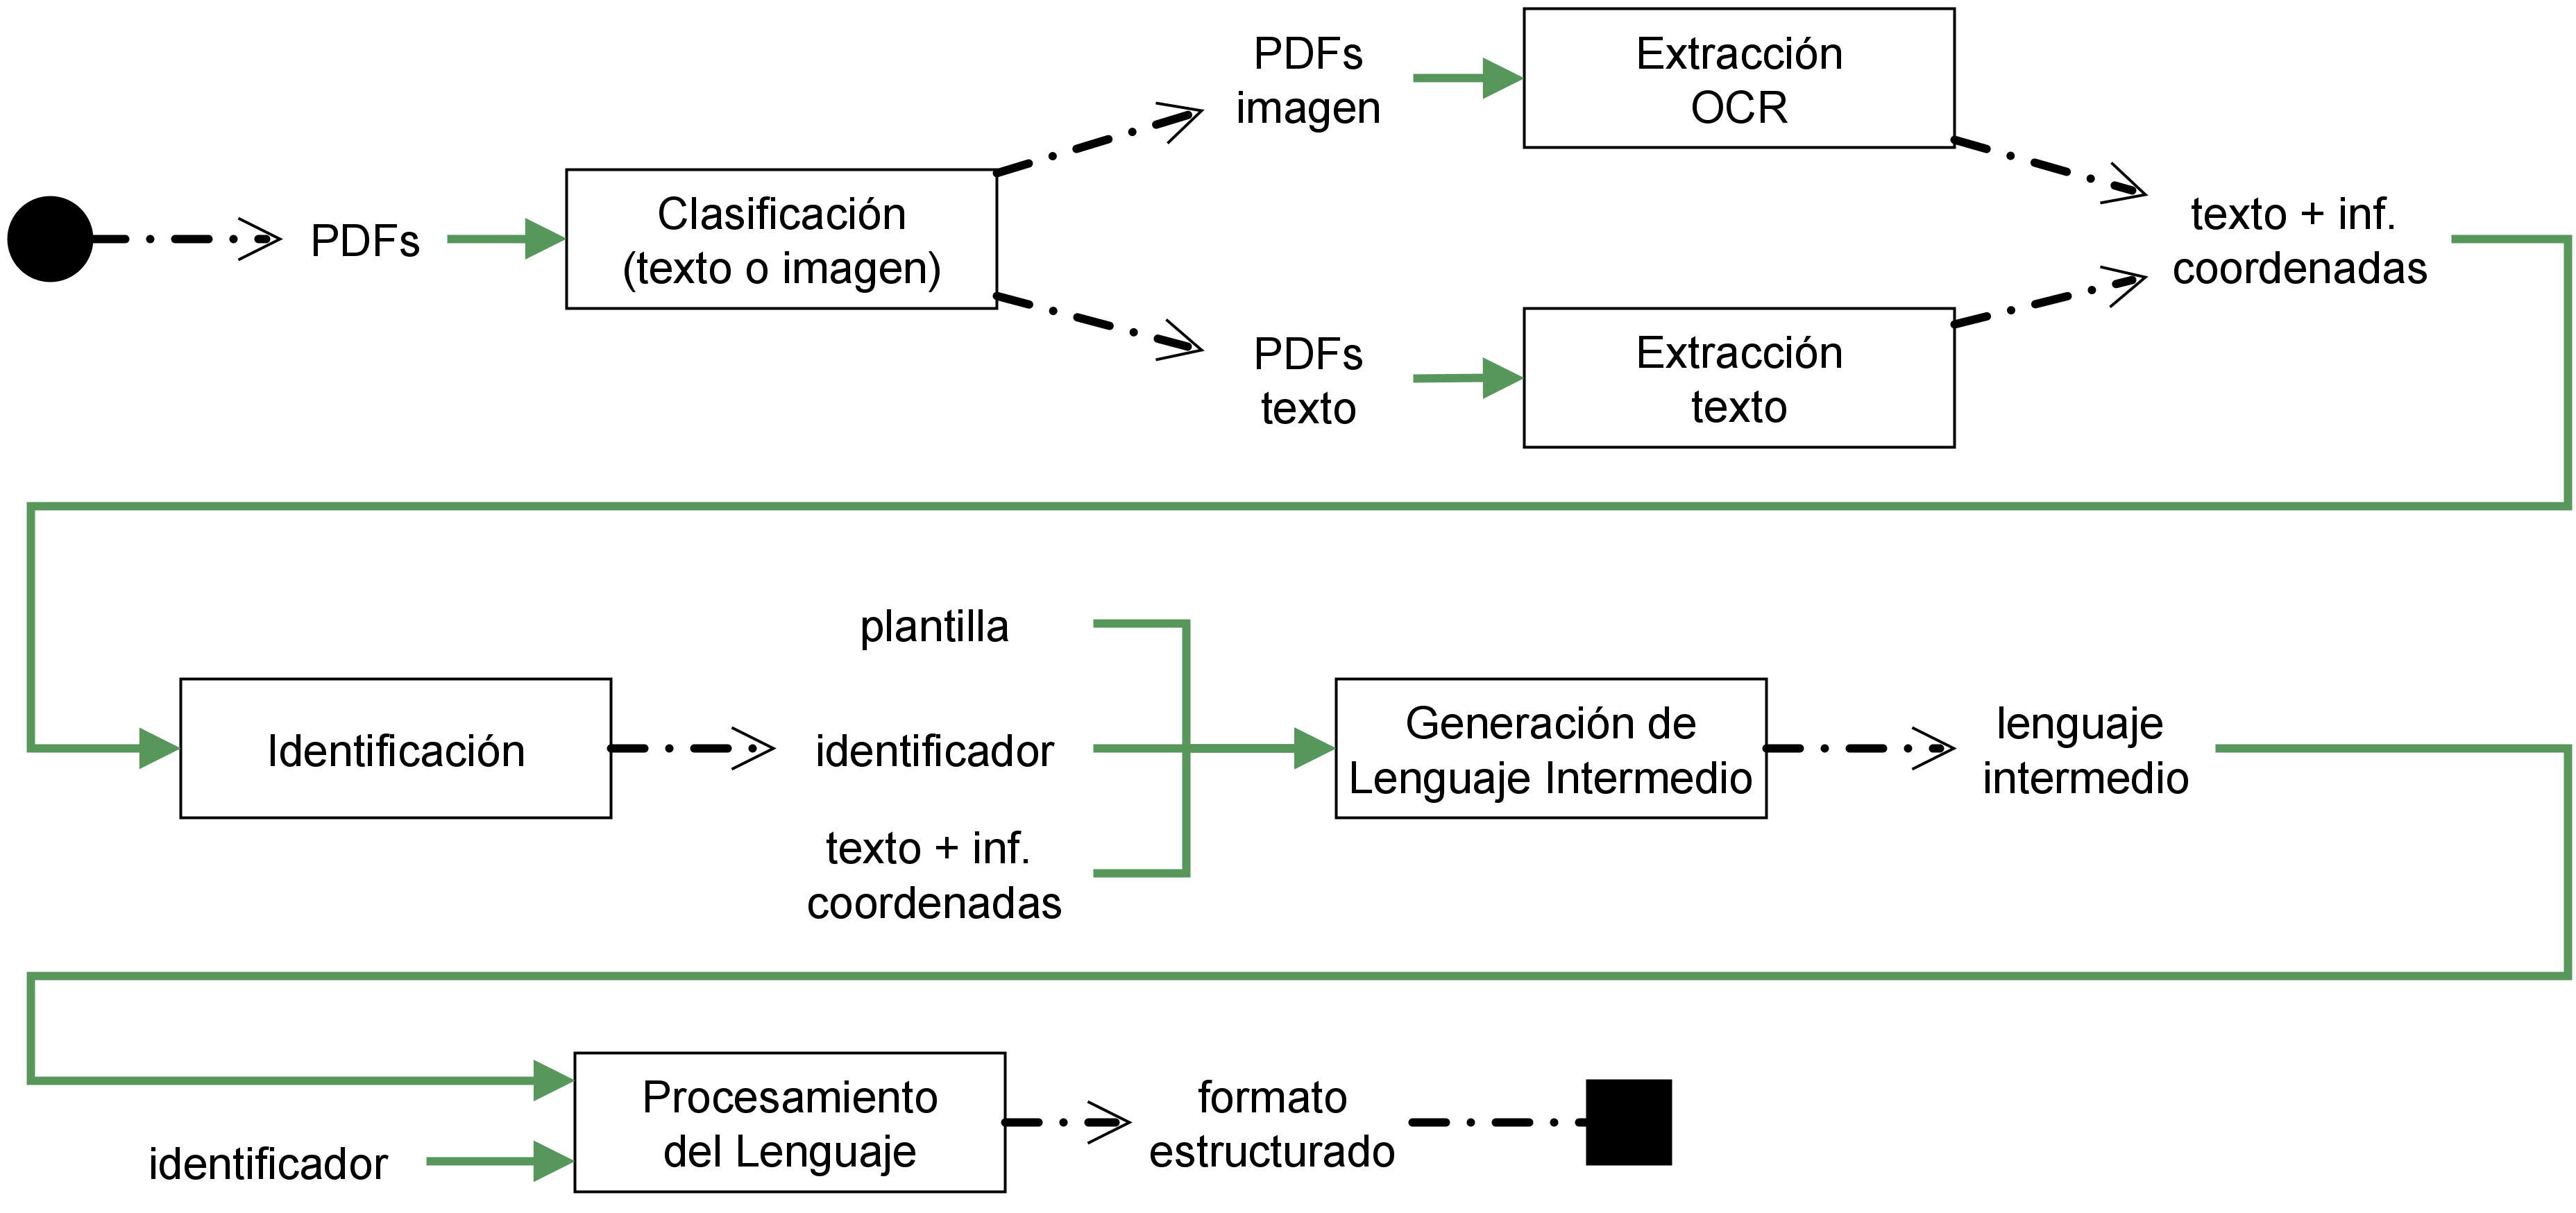 PDFs
Clasificación
(texto o imagen)
PDFs
imagen
Extracción
OCR
PDFs
texto
Extracción
texto
texto + inf.
coordenadas
Identificación
plantilla
identificador
texto + inf.
coordenadas
Generación de
Lenguaje Intermedio
lenguaje
intermedio
identificador
Procesamiento
del Lenguaje
formato
estructurado